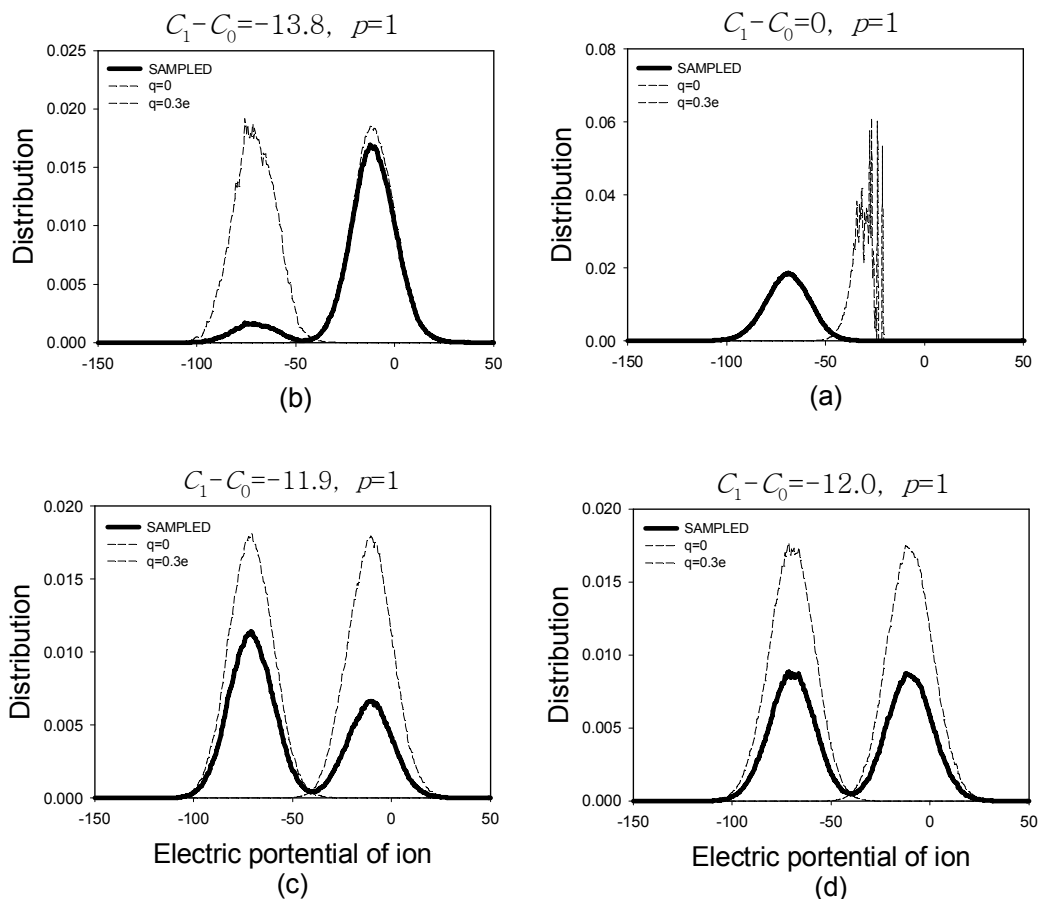 C₁−C₀=−13.8, p=1
0.025
0.020
0.015
0.010
0.005
0.000
Distribution
SAMPLED
q=0
q=0.3e
-150
-100
-50
0
50
(b)
C₁−C₀=0, p=1
0.08
0.06
0.04
0.02
0.00
Distribution
SAMPLED
q=0
q=0.3e
-150
-100
-50
0
50
(a)
C₁−C₀=−11.9, p=1
0.020
0.015
0.010
0.005
0.000
Distribution
SAMPLED
q=0
q=0.3e
-150
-100
-50
0
50
Electric portential of ion
(c)
C₁−C₀=−12.0, p=1
0.020
0.015
0.010
0.005
0.000
Distribution
SAMPLED
q=0
q=0.3e
-150
-100
-50
0
50
Electric portential of ion
(d)